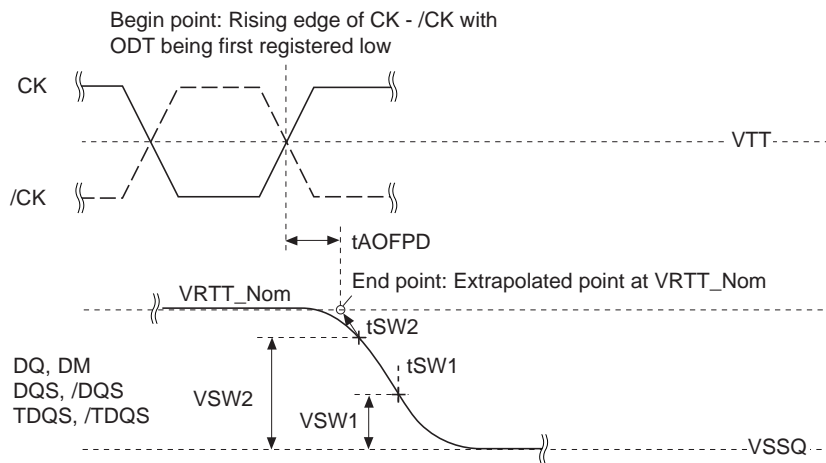 Begin point: Rising edge of CK - /CK with
ODT being first registered low
CK
VTT
/CK
tAOFPD
End point: Extrapolated point at VRTT_Nom
VRTT_Nom
tSW2
tSW1
DQ, DM
DQS, /DQS
TDQS, /TDQS
VSW2
VSW1
VSSQ